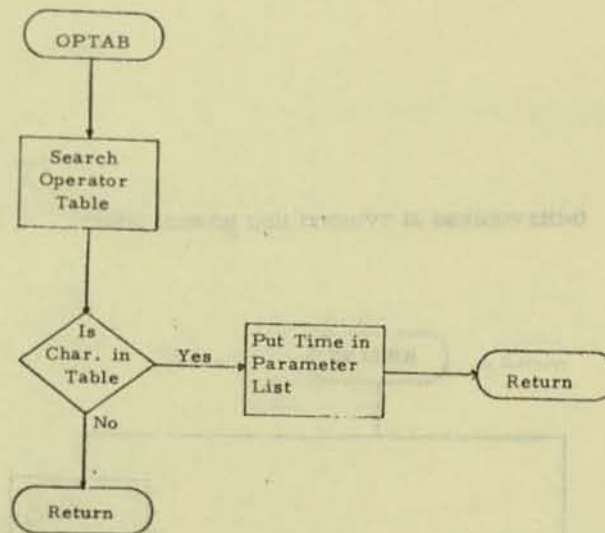 OPTAB
Search
Operator
Table
Is
Char. in
Table
Yes
Put Time in
Parameter
List
Return
No
Return